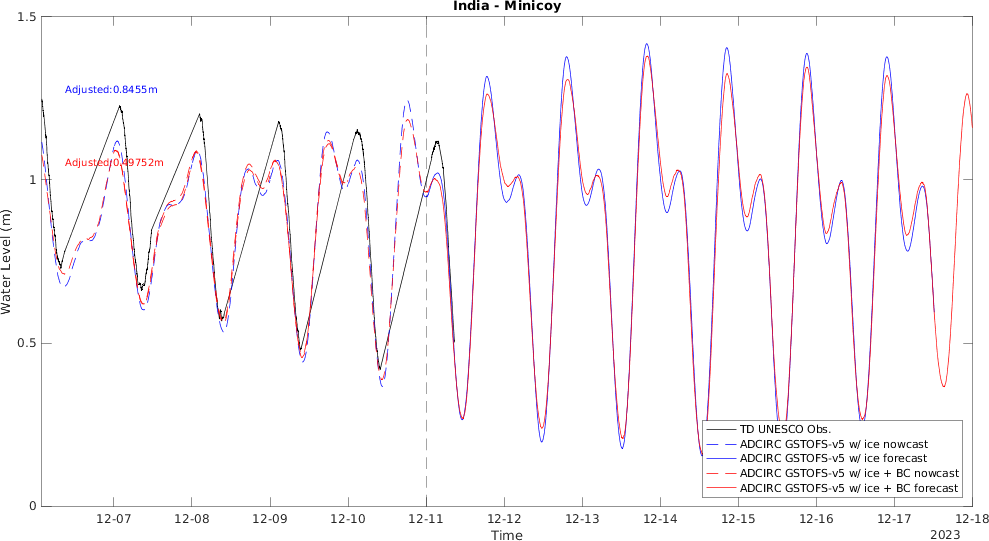 India - Minicoy
1.5
Adjusted:0.8455m
Adjusted:0.49752m
1
Water Level (m)
0.5
TD UNESCO Obs.
ADCIRC GSTOFS-v5 w/ ice nowcast
ADCIRC GSTOFS-v5 w/ ice forecast
ADCIRC GSTOFS-v5 w/ ice + BC nowcast
ADCIRC GSTOFS-v5 w/ ice + BC forecast
0
12-07 12-08 12-09 12-10 12-11 12-12 12-13 12-14 12-15 12-16 12-17 12-18
Time 2023